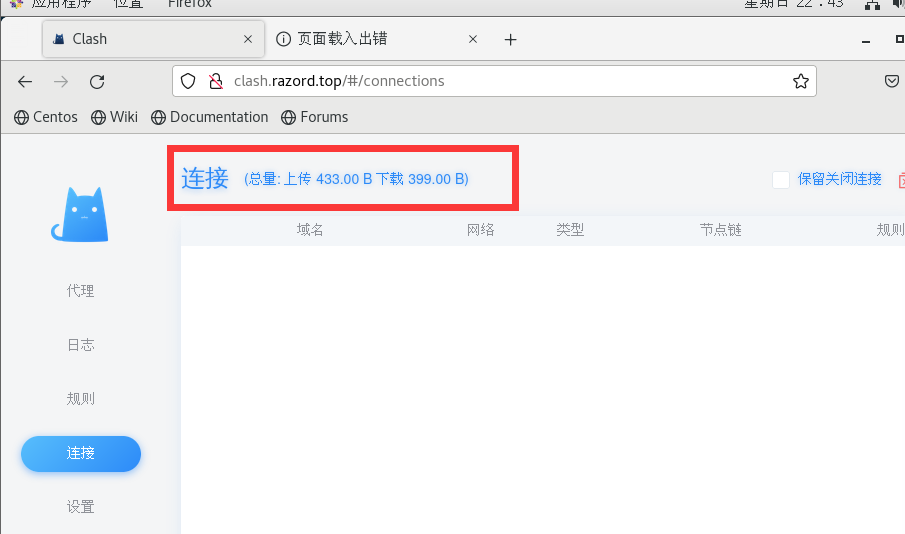 应用程序 位置 Firefox 星期日 22：43
Clash 页面载入出错
clash.razord.top/#/connections
Centos Wiki Documentation Forums
连接 (总量: 上传 433.00 B 下载 399.00 B) 保留关闭连接
域名 网络 类型 节点链 规则
代理
日志
规则
连接
设置